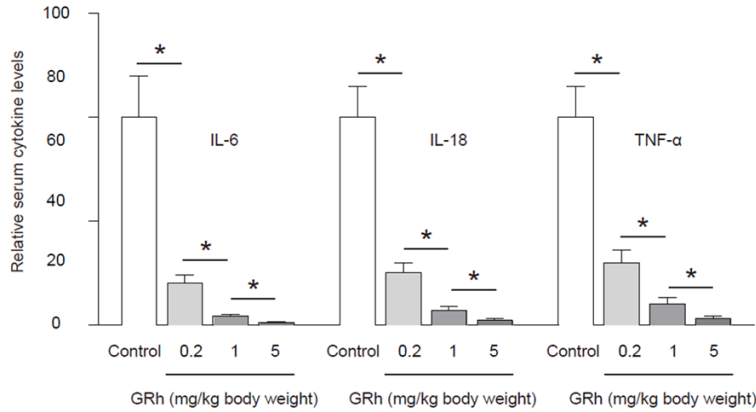 Relative serum cytokine levels
100
80
60
40
20
0
*
*
*
IL-6
*
*
*
IL-18
*
*
*
TNF-α
Control 0.2 1 5 Control 0.2 1 5 Control 0.2 1 5
GRh (mg/kg body weight) GRh (mg/kg body weight) GRh (mg/kg body weight)